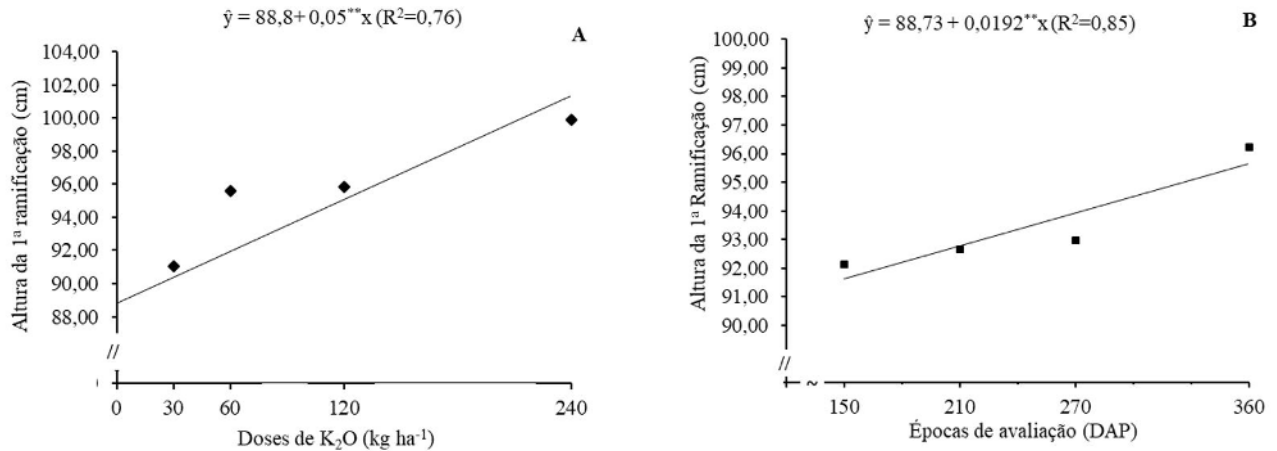 ŷ = 88,8+ 0,05**x (R²=0,76)
A
104,00
102,00
100,00
98,00
96,00
94,00
92,00
90,00
88,00
//
Altura da 1ª ramificação (cm)
0 30 60 120 240
Doses de K₂O (kg ha⁻¹)
ŷ = 88,73 + 0,0192**x (R²=0,85)
B
100,00
99,00
98,00
97,00
96,00
95,00
94,00
93,00
92,00
91,00
90,00
//
Altura da 1ª Ramificação (cm)
~
150 210 270 360
Épocas de avaliação (DAP)